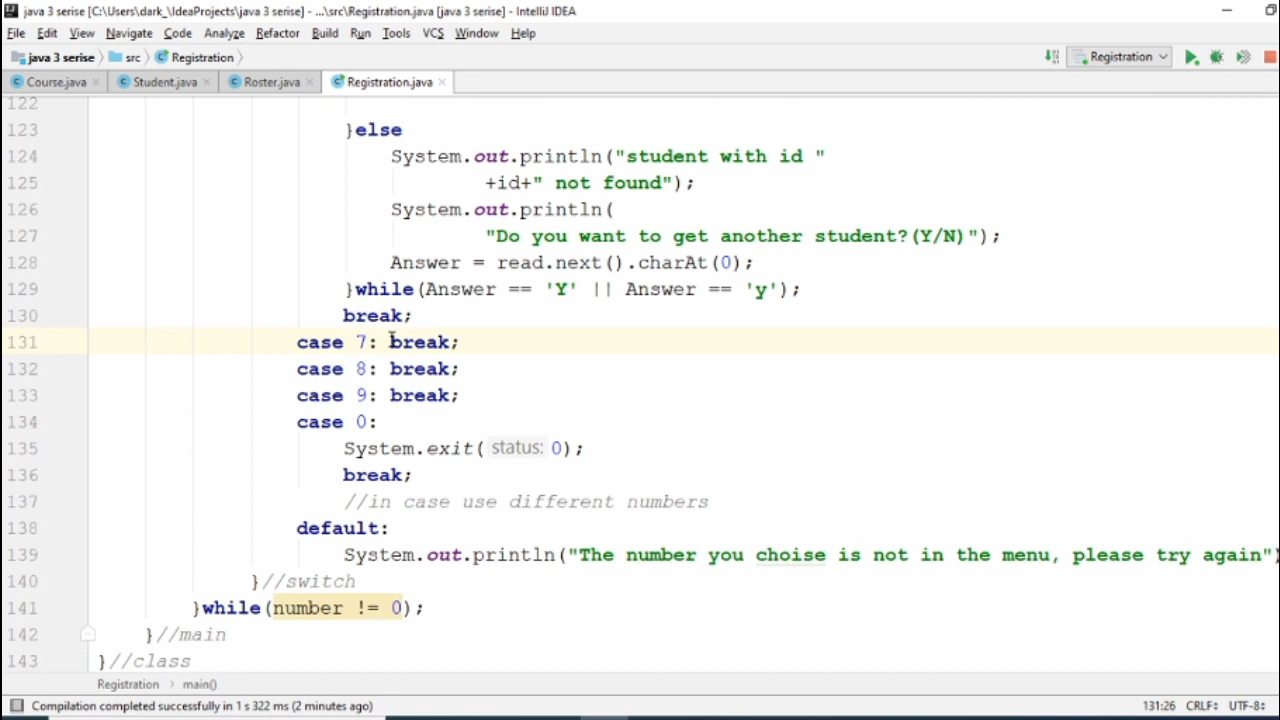 java 3 serise [C:\Users\dark_\IdeaProjects\java 3 serise] - ...\src\Registration.java [java 3 serise] - IntelliJ IDEA
File Edit View Navigate Code Analyze Refactor Build Run Tools VCS Window Help
java 3 serise src Registration Registration
Course.java Student.java Roster.java Registration.java
122
123 }else
124 System.out.println("student with id "
125 +id+" not found");
126 System.out.println(
127 "Do you want to get another student?(Y/N)");
128 Answer = read.next().charAt(0);
129 }while(Answer == 'Y' || Answer == 'y');
130 break;
131 case 7: break;
132 case 8: break;
133 case 9: break;
134 case 0:
135 System.exit( status: 0);
136 break;
137 //in case use different numbers
138 default:
139 System.out.println("The number you choise is not in the menu, please try again")
140 }//switch
141 }while(number != 0);
142 }//main
143 }//class
Registration main()
Compilation completed successfully in 1 s 322 ms (2 minutes ago) 131:26 CRLF UTF-8